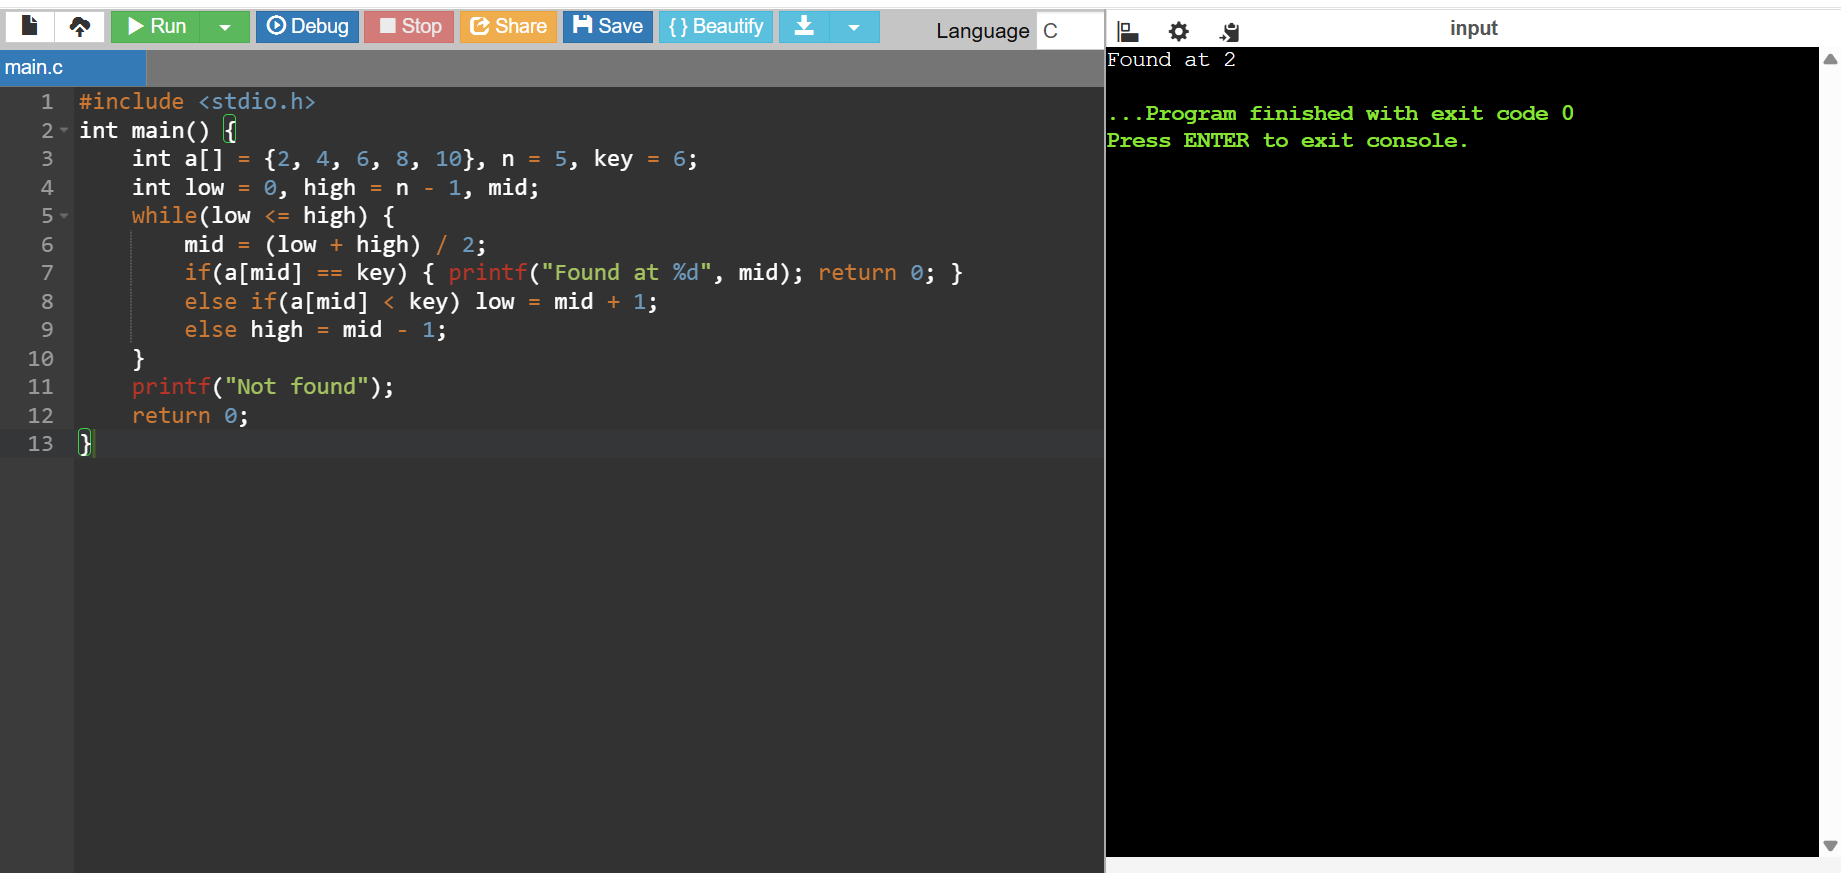 Run Debug Stop Share Save { } Beautify Language C
main.c
1 #include <stdio.h>
2 int main() {
3     int a[] = {2, 4, 6, 8, 10}, n = 5, key = 6;
4     int low = 0, high = n - 1, mid;
5     while(low <= high) {
6         mid = (low + high) / 2;
7         if(a[mid] == key) { printf("Found at %d", mid); return 0; }
8         else if(a[mid] < key) low = mid + 1;
9         else high = mid - 1;
10     }
11     printf("Not found");
12     return 0;
13 }
input
Found at 2
...Program finished with exit code 0
Press ENTER to exit console.